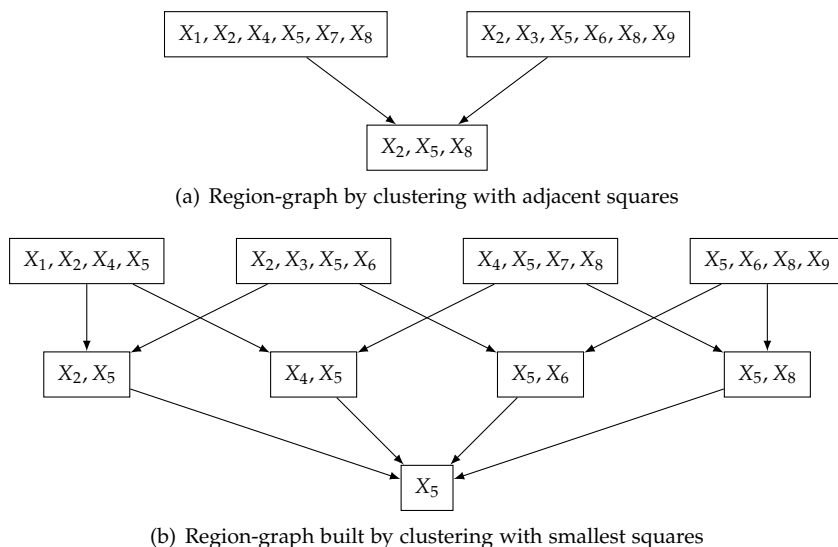 X₁, X₂, X₄, X₅, X₇, X₈ X₂, X₃, X₅, X₆, X₈, X₉
X₂, X₅, X₈
(a) Region-graph by clustering with adjacent squares
X₁, X₂, X₄, X₅ X₂, X₃, X₅, X₆ X₄, X₅, X₇, X₈ X₅, X₆, X₈, X₉
X₂, X₅ X₄, X₅ X₅, X₆ X₅, X₈
X₅
(b) Region-graph built by clustering with smallest squares